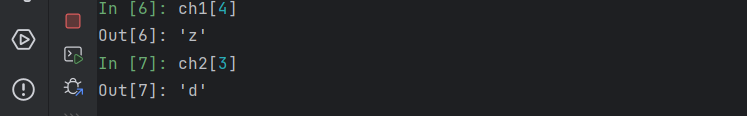 In [6]: ch1[4]
Out[6]: 'z'
In [7]: ch2[3]
Out[7]: 'd'